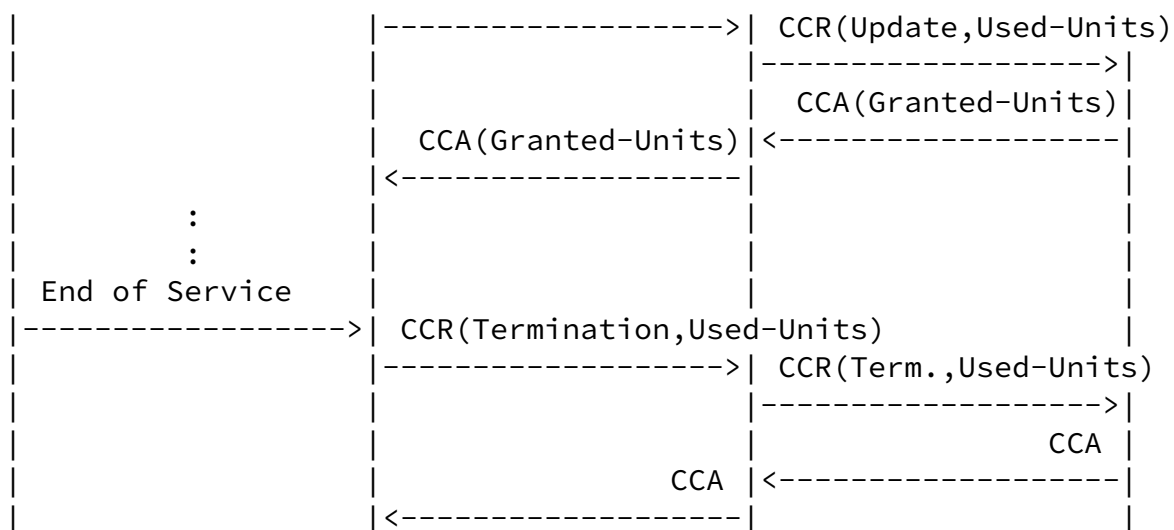 CCR(Update,Used-Units)
CCA(Granted-Units)
CCA(Granted-Units)
:
:
End of Service
CCR(Termination,Used-Units)
CCR(Term.,Used-Units)
CCA
CCA